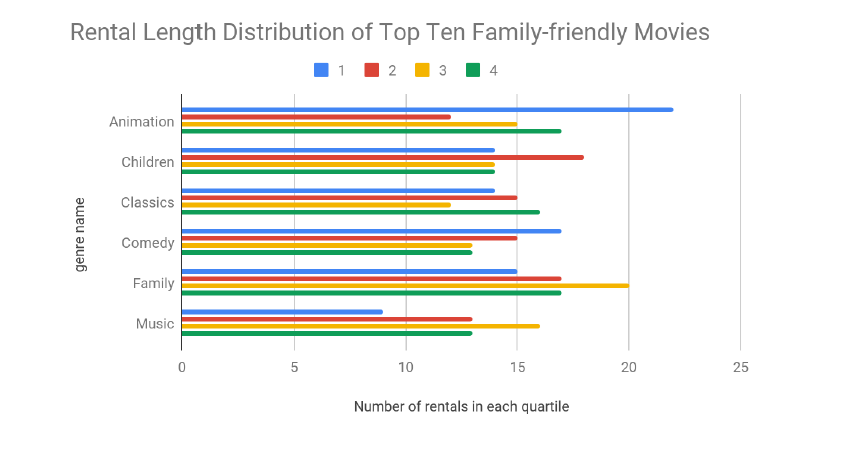 Rental Length Distribution of Top Ten Family-friendly Movies
1 2 3 4
genre name
Animation
Children
Classics
Comedy
Family
Music
0 5 10 15 20 25
Number of rentals in each quartile